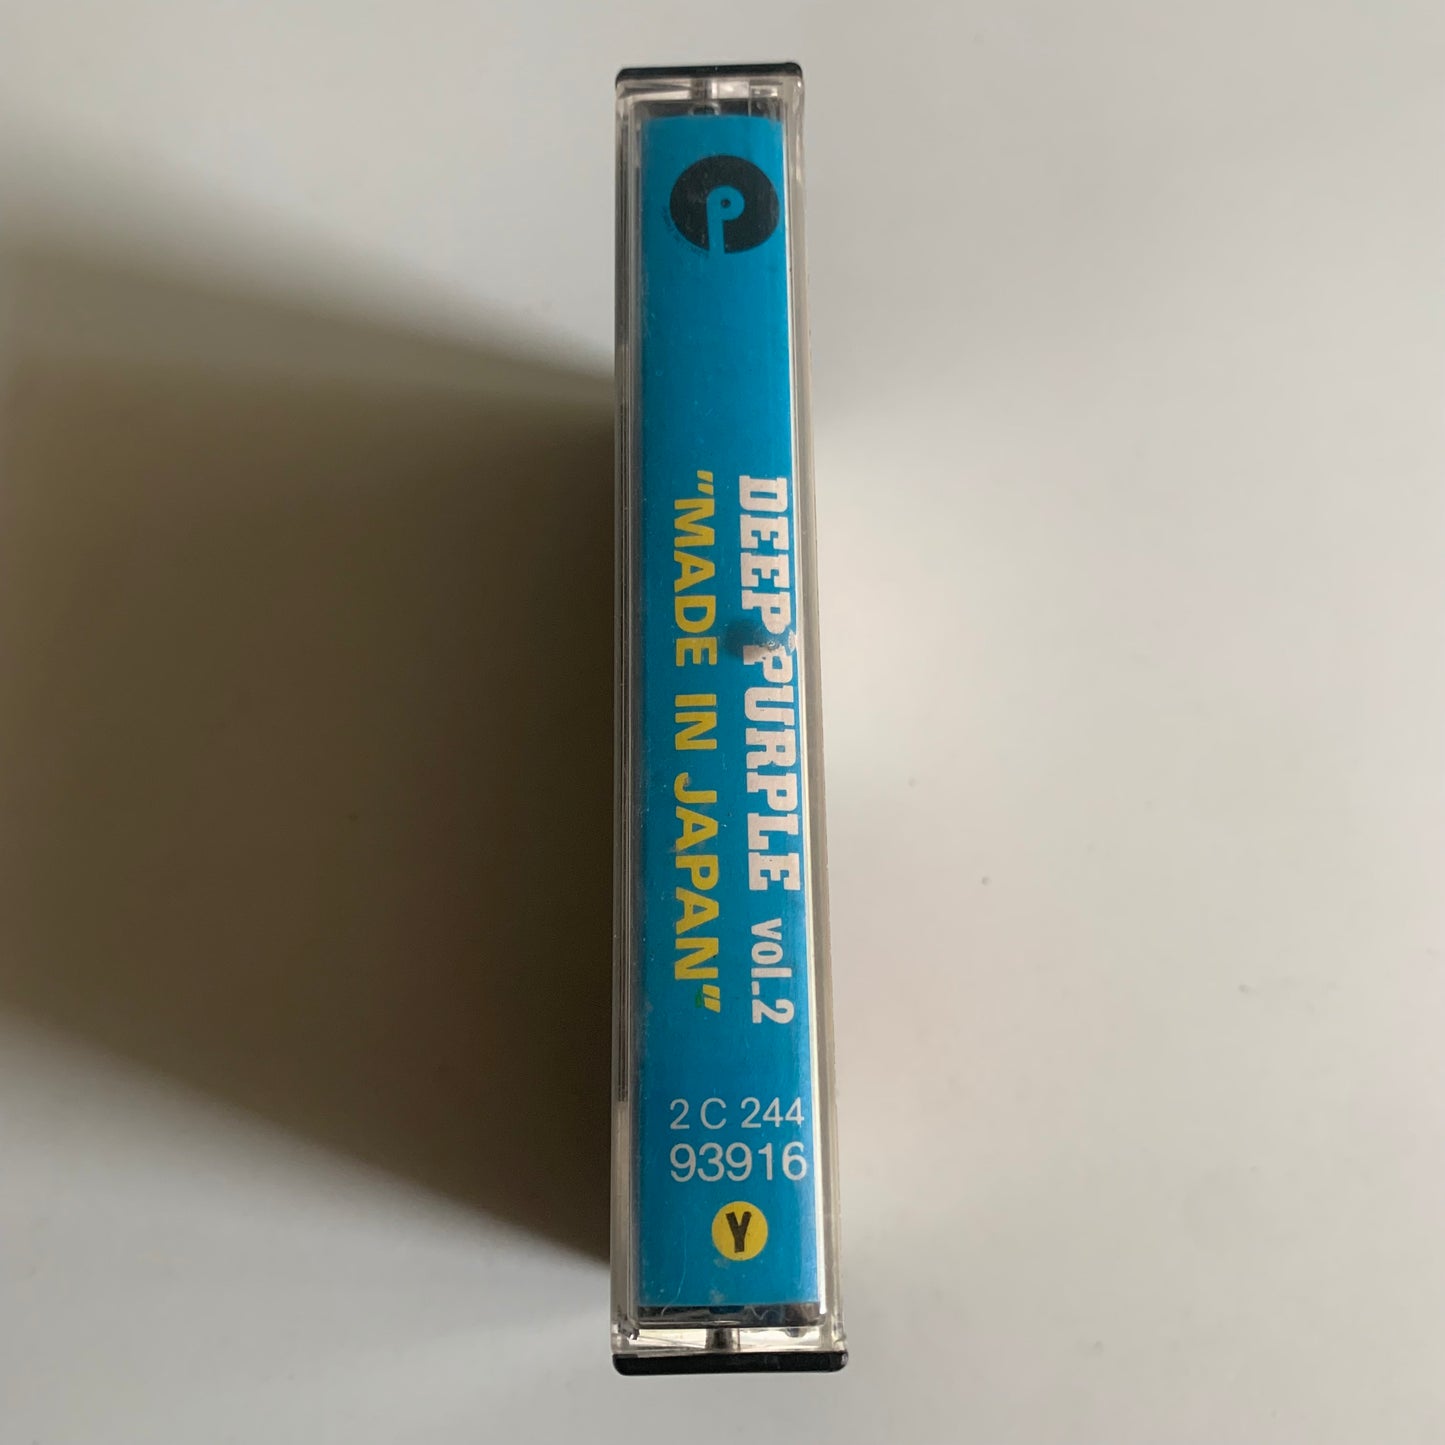 DEEP PURPLE vol.2
"MADE IN JAPAN"
2 C 244
93916
Y